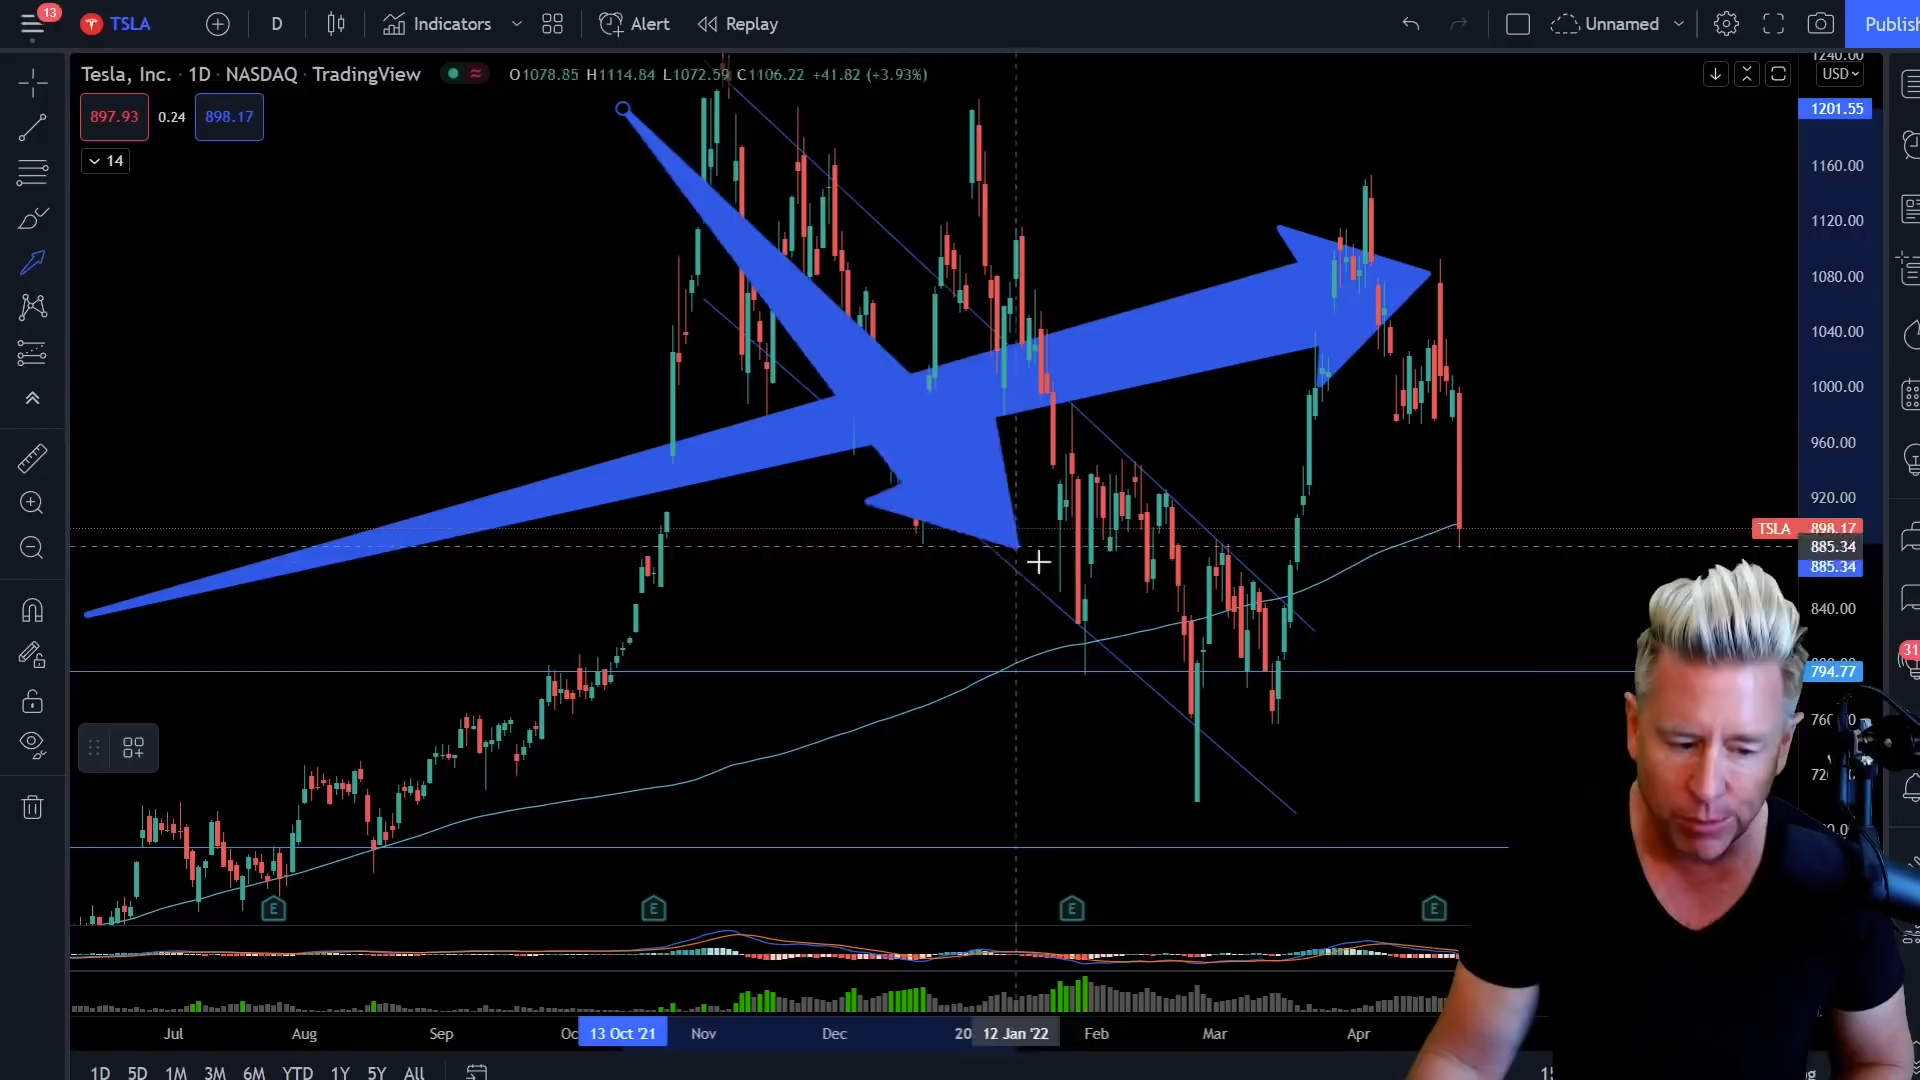 13
TSLA
D
Indicators
Alert
Replay
Unnamed
Publish
Tesla, Inc. · 1D · NASDAQ · TradingView
O1078.85 H1114.84 L1072.59 C1106.22 +41.82 (+3.93%)
USD
897.93
0.24
898.17
14
1240.00
1201.55
1160.00
1120.00
1080.00
1040.00
1000.00
960.00
920.00
TSLA 898.17
885.34
885.34
840.00
31
794.77
E
E
E
E
Jul
Aug
Sep
13 Oct '21
Nov
Dec
20
12 Jan '22
Feb
Mar
Apr
1D
5D
1M
3M
6M
YTD
1Y
5Y
All